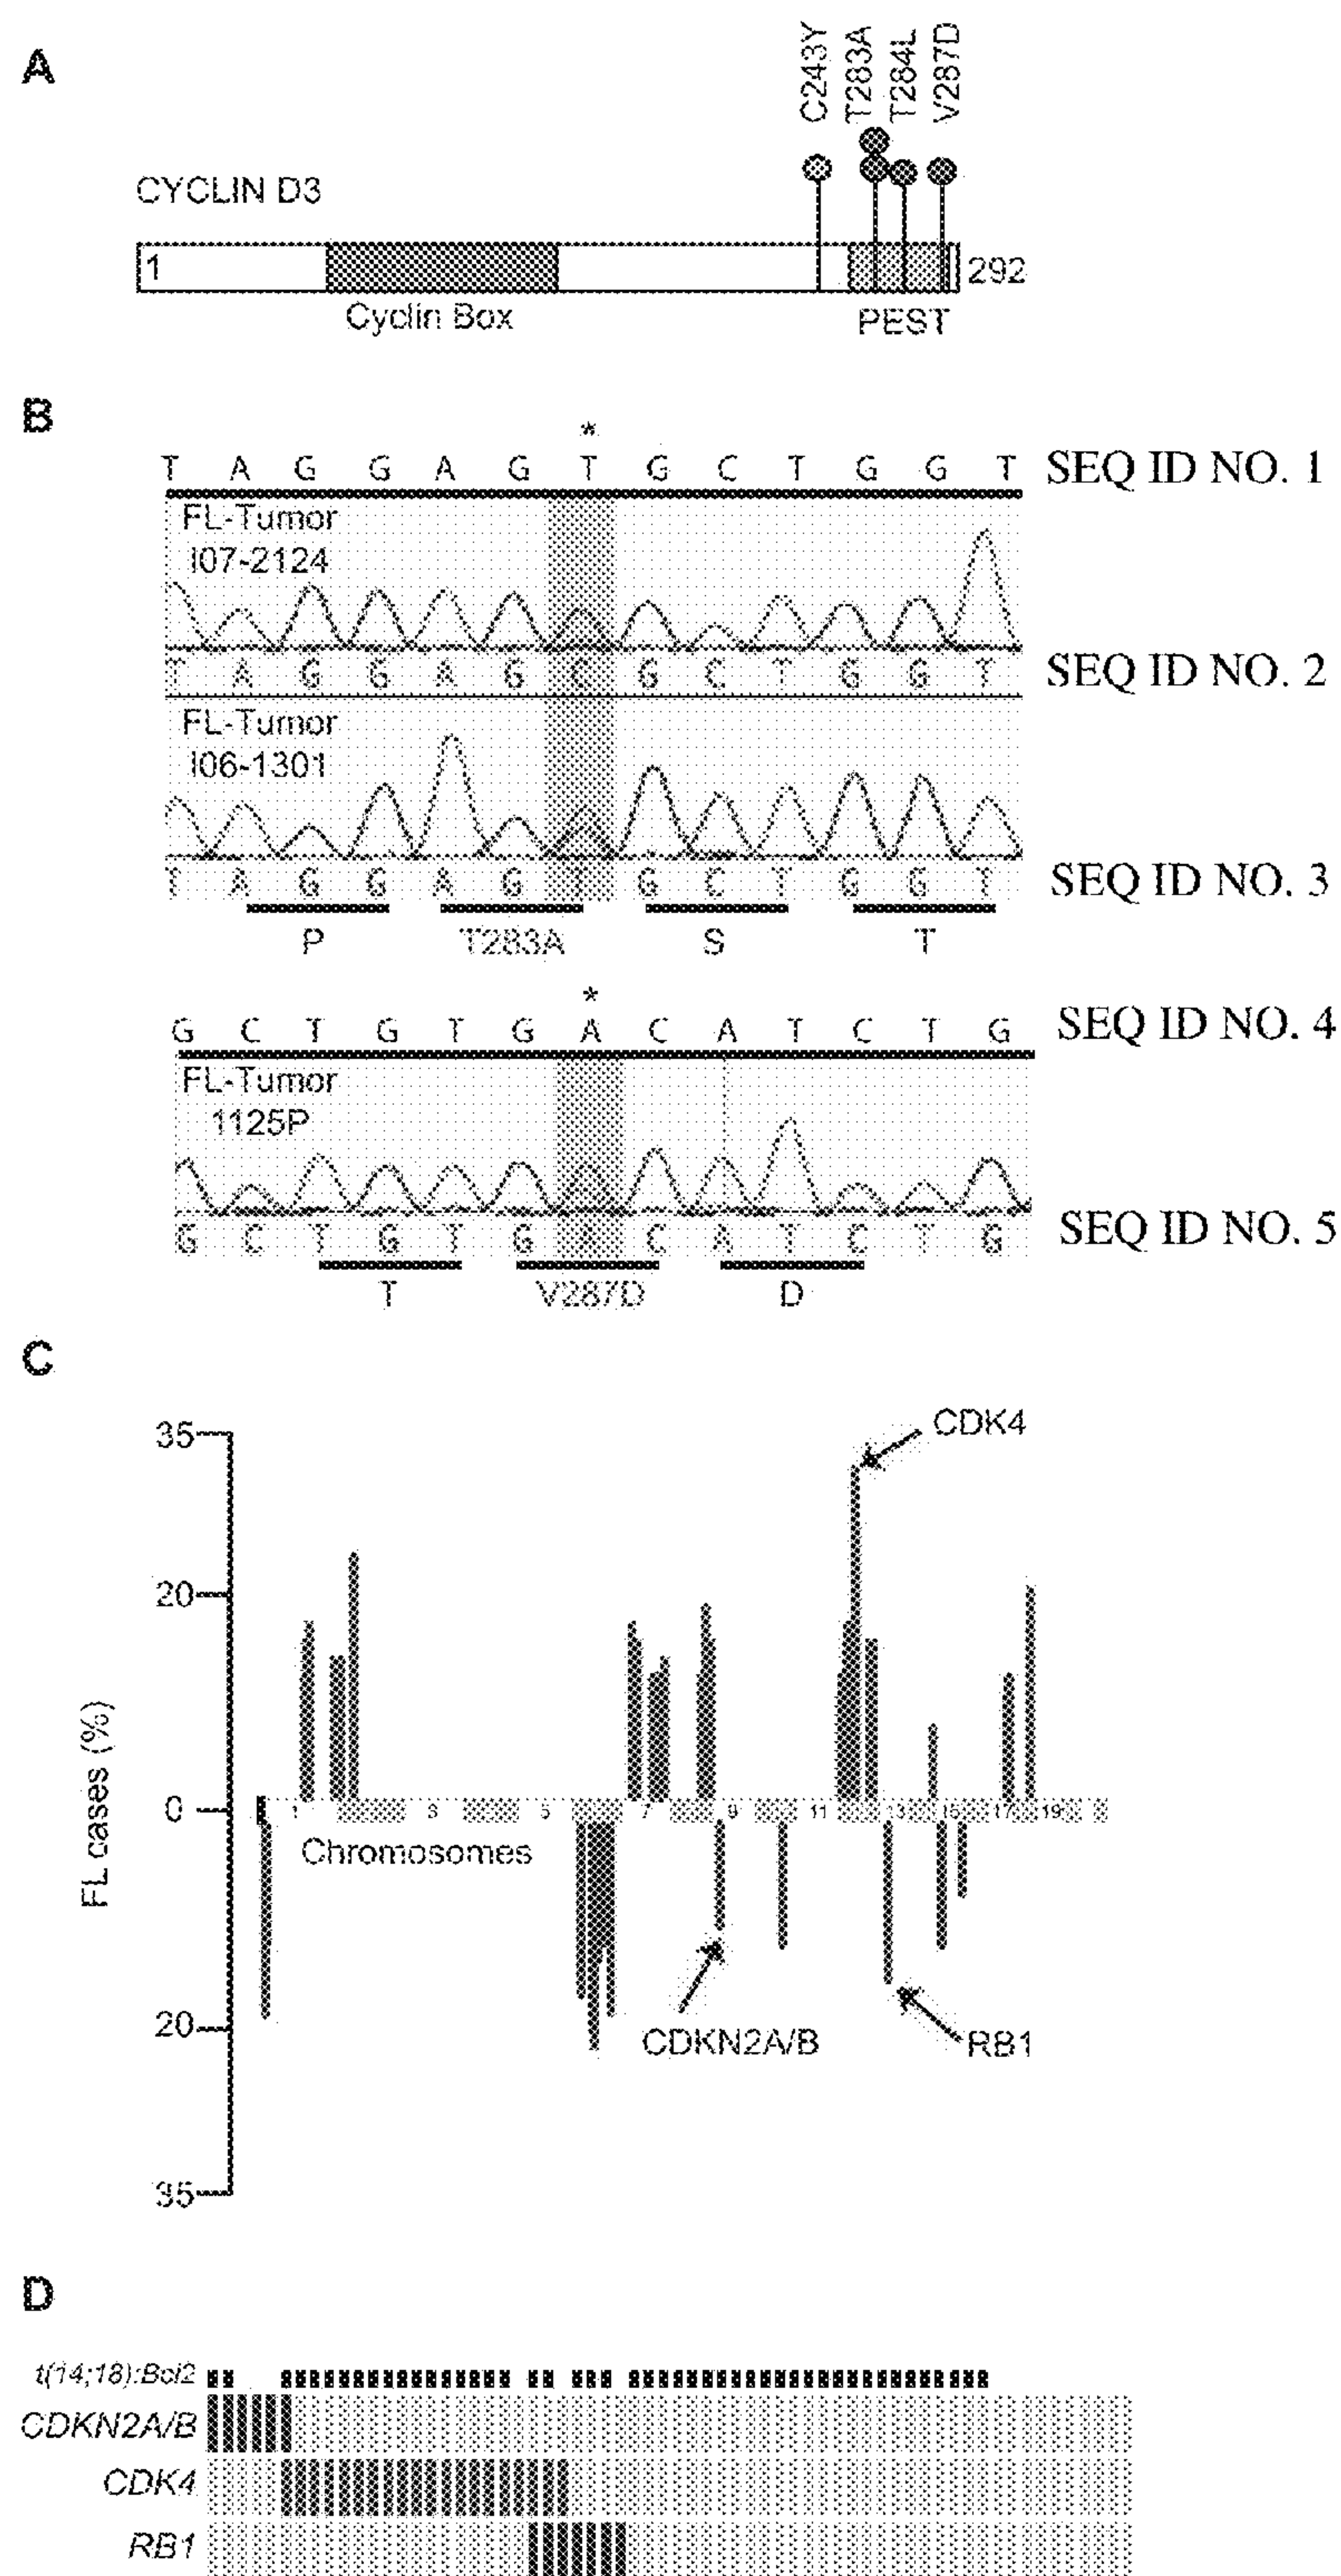 A
C243Y
T283A
T284L
V287D
CYCLIN D3
1
292
Cyclin Box
PEST
B
*
T A G G A G T G C T G G T SEQ ID NO. 1
FL-Tumor
I07-2124
T A G G A G C G C T G G T SEQ ID NO. 2
FL-Tumor
I06-1301
T A G G A G T G C T G G T SEQ ID NO. 3
P T283A S T
*
G C T G T G A C A T C T G SEQ ID NO. 4
FL-Tumor
1125P
G C T G T G A C A T C T G SEQ ID NO. 5
T V287D D
C
35
CDK4
20
FL cases (%)
0
1 3 5 7 9 11 13 15 17 19
Chromosomes
20
CDKN2A/B
RB1
35
D
t(14;18):Bcl2
CDKN2A/B
CDK4
RB1